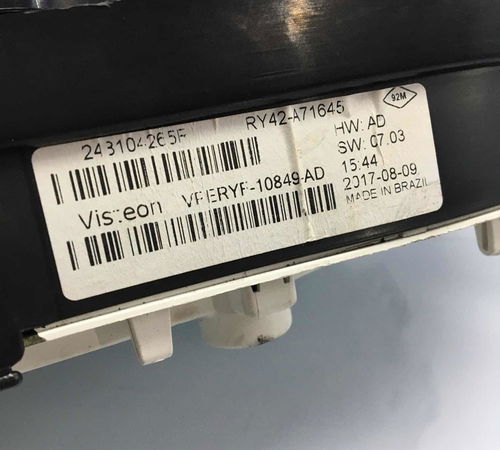 248104265R
RY42-A71645
92M
Visteon VPERYF-10849-AD
HW: AD
SW: 07.03
15:44
2017-08-09
MADE IN BRAZIL